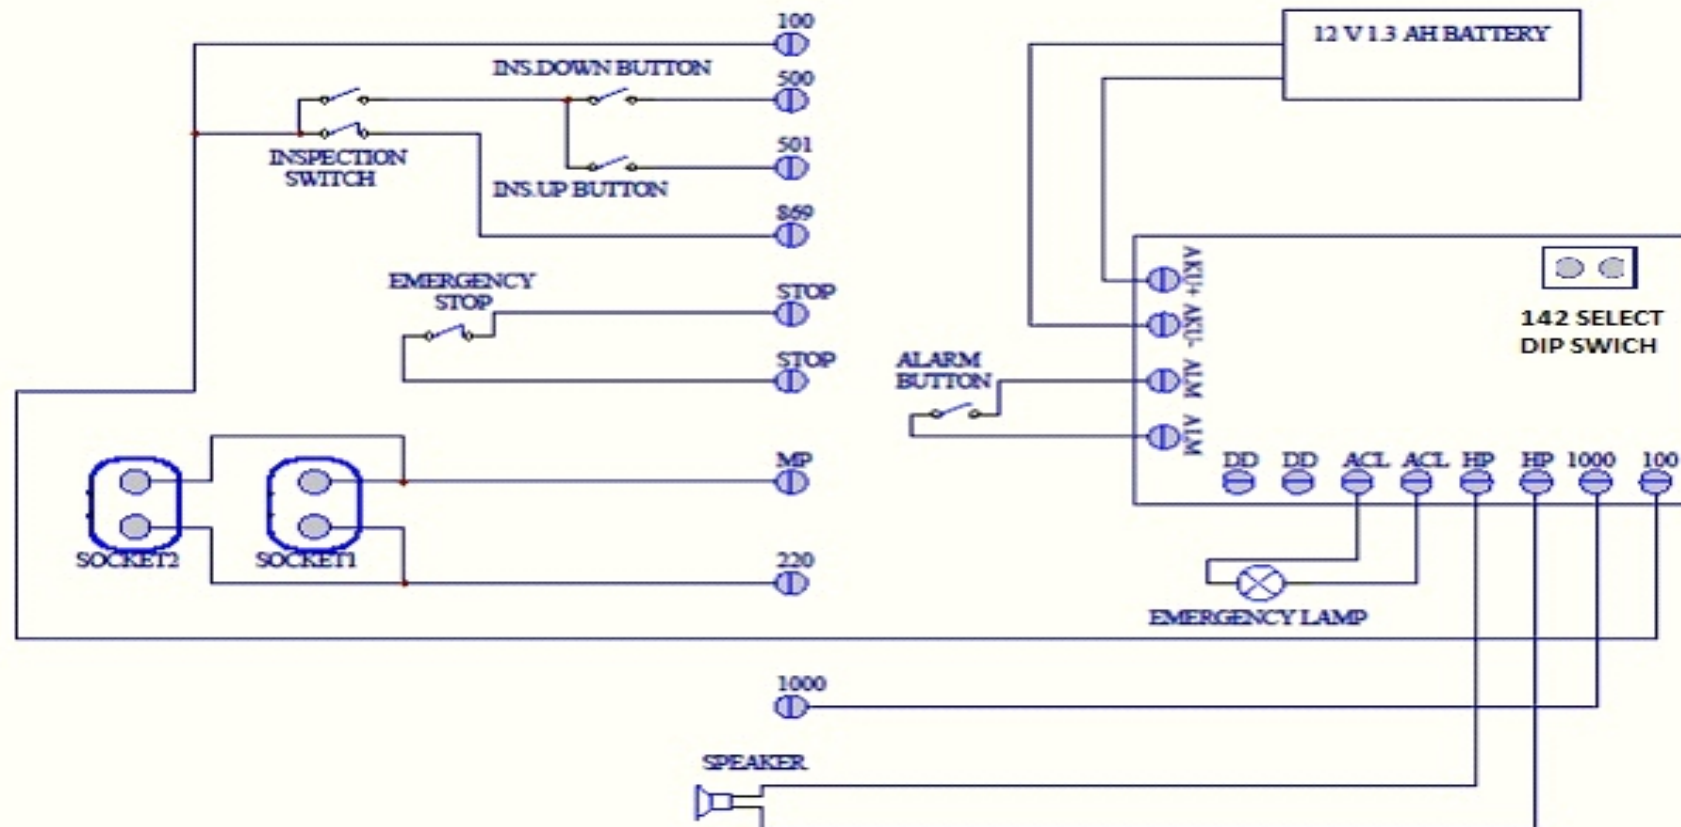 100
12 V 1.3 AH BATTERY
INS.DOWN BUTTON
500
501
INSPECTION
SWITCH
INS.UP BUTTON
869
EMERGENCY
STOP
STOP
STOP
AKU+
AKU-
ALM
ALM
142 SELECT
DIP SWICH
ALARM
BUTTON
MP
DD DD ACL ACL HP HP 1000 100
SOCKET2
SOCKET1
220
EMERGENCY LAMP
1000
SPEAKER